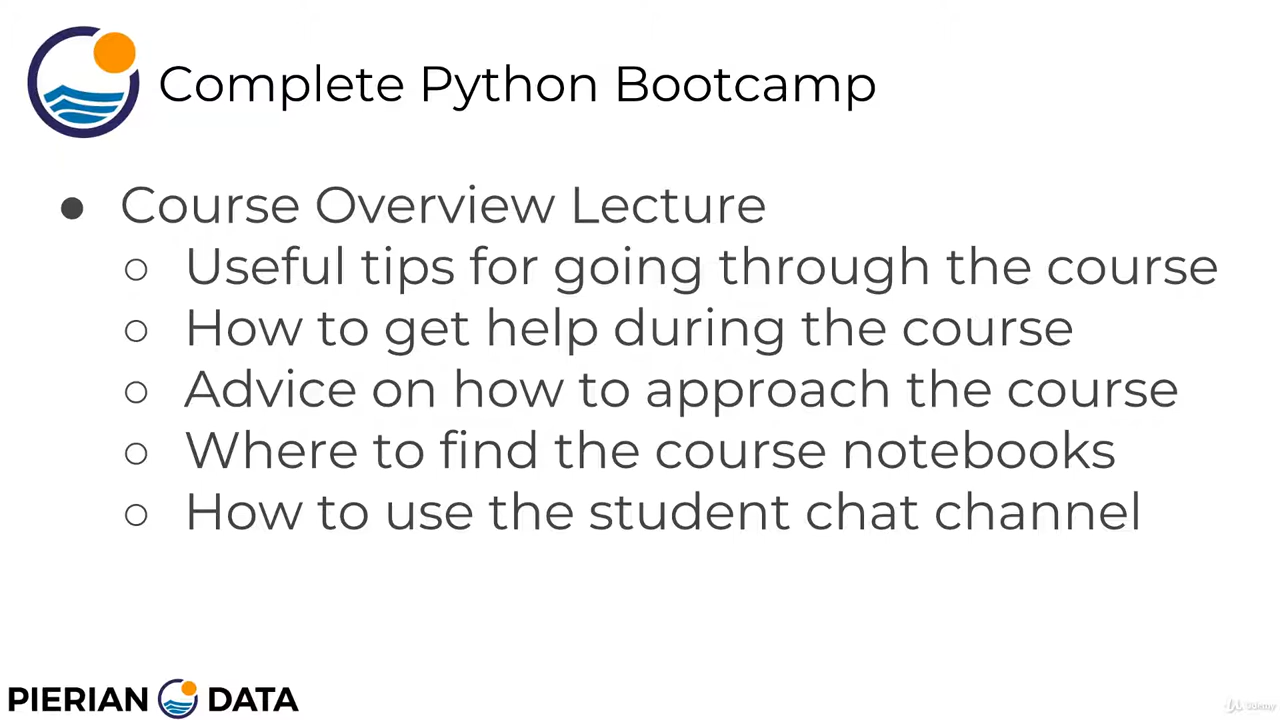 Complete Python Bootcamp
● Course Overview Lecture
○ Useful tips for going through the course
○ How to get help during the course
○ Advice on how to approach the course
○ Where to find the course notebooks
○ How to use the student chat channel
PIERIAN DATA
Udemy